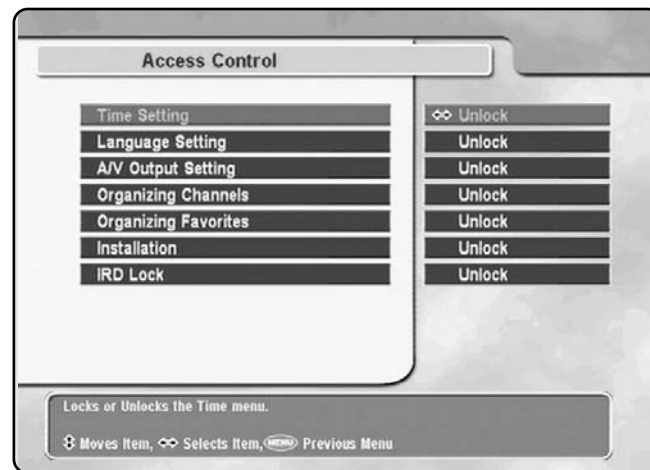 Access Control
Time Setting Unlock
Language Setting Unlock
A/V Output Setting Unlock
Organizing Channels Unlock
Organizing Favorites Unlock
Installation Unlock
IRD Lock Unlock
Locks or Unlocks the Time menu.
Moves Item, Selects Item, MENU Previous Menu